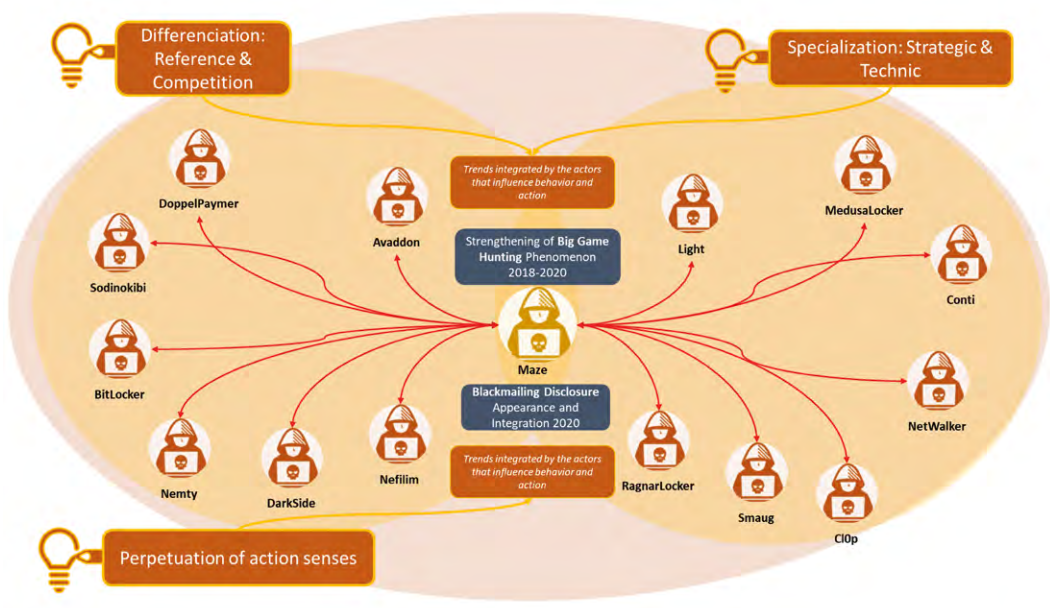 Differenciation:
Reference &
Competition
Specialization: Strategic &
Technic
Trends integrated by the actors
that influence behavior and
action
DoppelPaymer
Avaddon
Light
MedusaLocker
Strengthening of Big Game
Hunting Phenomenon
2018-2020
Sodinokibi
Conti
Maze
BitLocker
NetWalker
Blackmailing Disclosure
Appearance and
Integration 2020
Trends integrated by the actors
that influence behavior and
action
Nemty
DarkSide
Nefilim
RagnarLocker
Smaug
Cl0p
Perpetuation of action senses